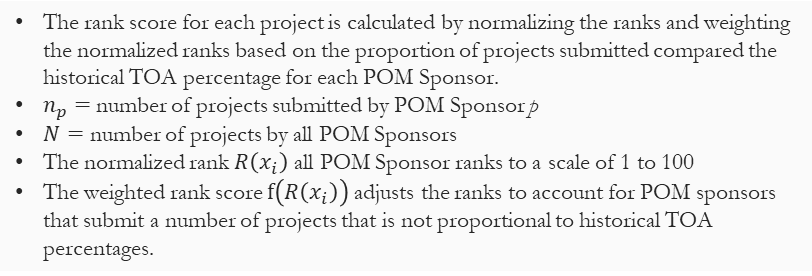 • The rank score for each project is calculated by normalizing the ranks and weighting
the normalized ranks based on the proportion of projects submitted compared the
historical TOA percentage for each POM Sponsor.
• nₚ = number of projects submitted by POM Sponsor p
• N = number of projects by all POM Sponsors
• The normalized rank R(xᵢ) all POM Sponsor ranks to a scale of 1 to 100
• The weighted rank score f(R(xᵢ)) adjusts the ranks to account for POM sponsors
that submit a number of projects that is not proportional to historical TOA
percentages.